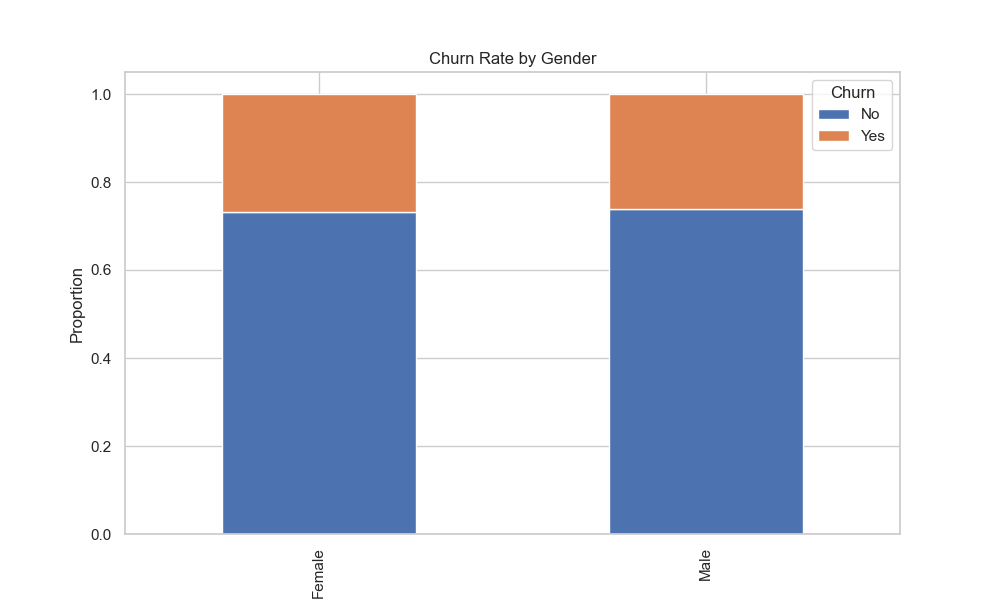 Churn Rate by Gender
Churn
No
Yes
1.0
0.8
0.6
0.4
0.2
0.0
Proportion
Female
Male